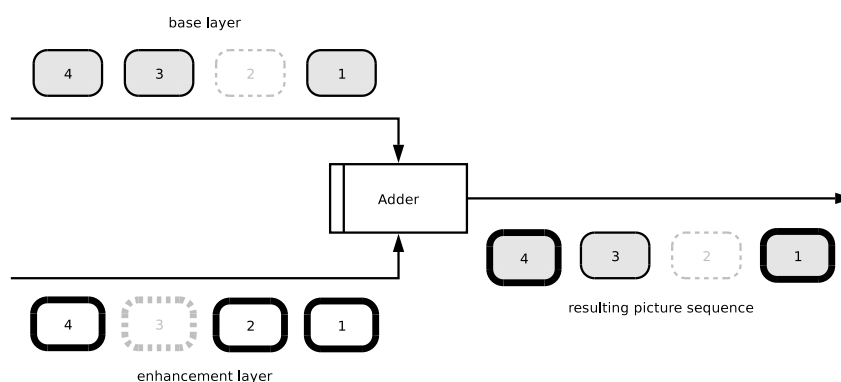 base layer
4 3 2 1
Adder
4 3 2 1
resulting picture sequence
4 3 2 1
enhancement layer